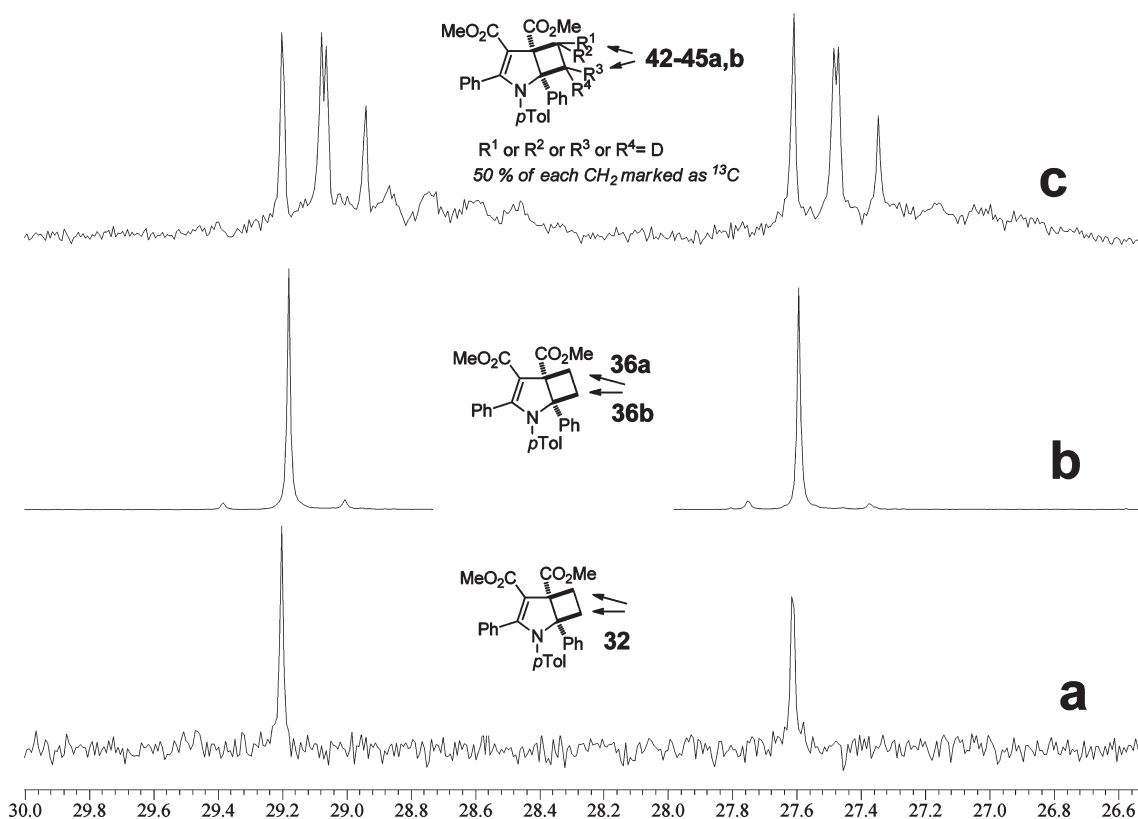 c
MeO₂C CO₂Me
R¹
R²
R³
R⁴
42-45a,b
Ph
N
Ph
pTol
R¹ or R² or R³ or R⁴= D
50 % of each CH₂ marked as ¹³C
b
MeO₂C CO₂Me
36a
36b
Ph
N
Ph
pTol
a
MeO₂C CO₂Me
32
Ph
N
Ph
pTol
30.0 29.8 29.6 29.4 29.2 29.0 28.8 28.6 28.4 28.2 28.0 27.8 27.6 27.4 27.2 27.0 26.8 26.6